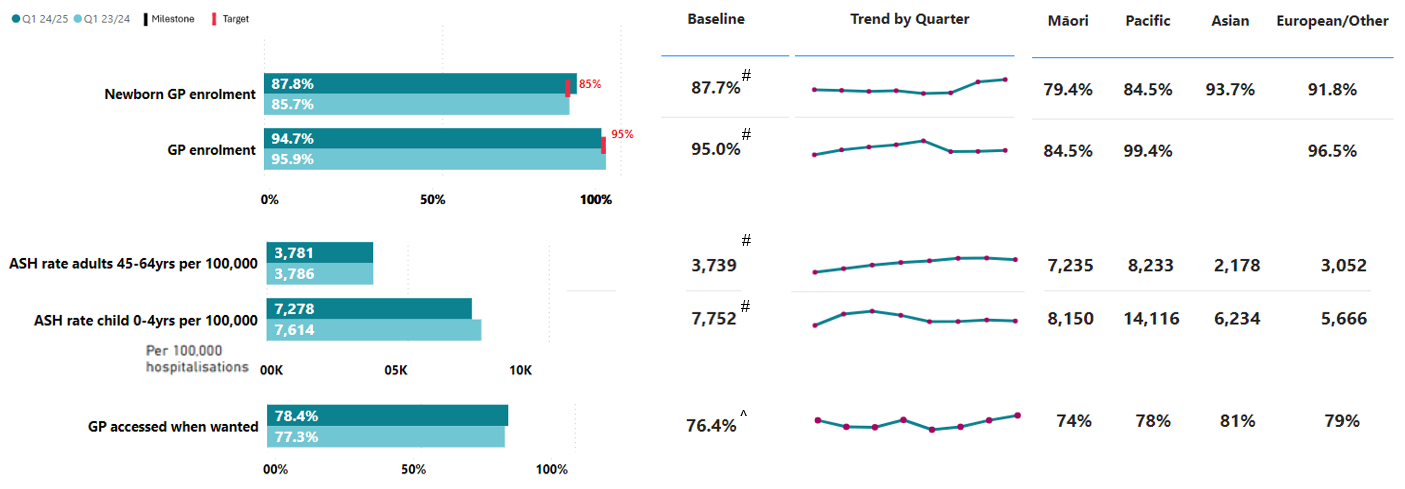 Q1 24/25 Q1 23/24 Milestone Target Baseline Trend by Quarter Māori Pacific Asian European/Other
Newborn GP enrolment 87.8% 85% 85.7% 87.7%# 79.4% 84.5% 93.7% 91.8%
GP enrolment 94.7% 95% 95.9% 95.0%# 84.5% 99.4% 96.5%
0% 50% 100%
ASH rate adults 45-64yrs per 100,000 3,781 3,786 3,739# 7,235 8,233 2,178 3,052
ASH rate child 0-4yrs per 100,000 7,278 7,614 7,752# 8,150 14,116 6,234 5,666
Per 100,000
hospitalisations 00K 05K 10K
GP accessed when wanted 78.4% 77.3% 76.4%^ 74% 78% 81% 79%
00% 50% 100%